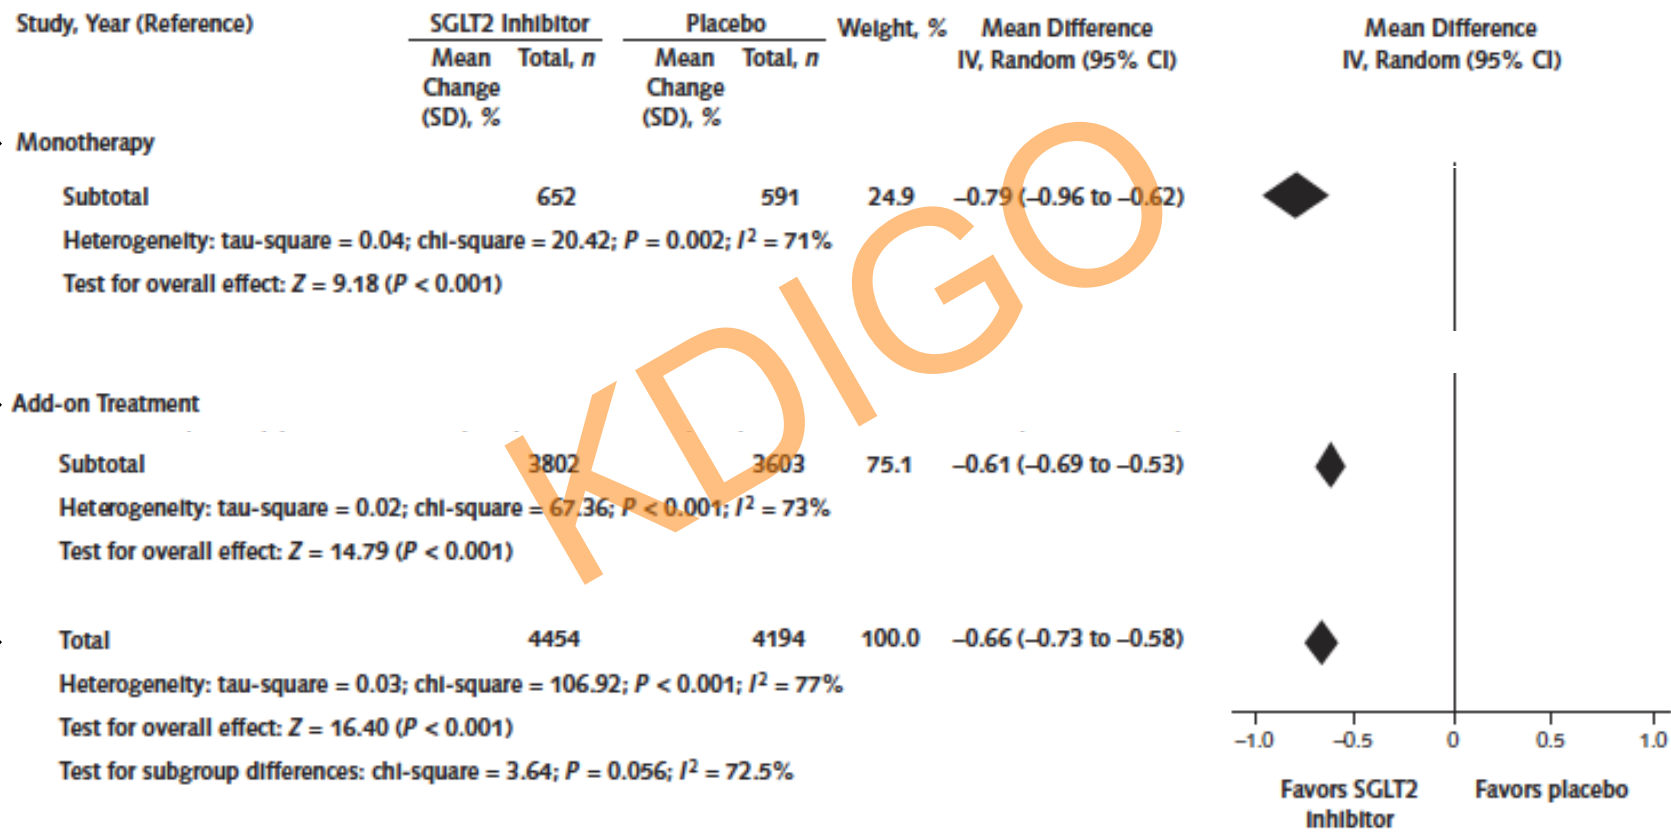 Study, Year (Reference) SGLT2 Inhibitor Placebo Weight, % Mean Difference Mean Difference
Mean Total, n Mean Total, n IV, Random (95% CI) IV, Random (95% CI)
Change Change
(SD), % (SD), %
Monotherapy
Subtotal 652 591 24.9 –0.79 (–0.96 to –0.62)
Heterogeneity: tau-square = 0.04; chi-square = 20.42; P = 0.002; I² = 71%
Test for overall effect: Z = 9.18 (P < 0.001)
Add-on Treatment
Subtotal 3802 3603 75.1 –0.61 (–0.69 to –0.53)
Heterogeneity: tau-square = 0.02; chi-square = 67.36; P < 0.001; I² = 73%
Test for overall effect: Z = 14.79 (P < 0.001)
Total 4454 4194 100.0 –0.66 (–0.73 to –0.58)
Heterogeneity: tau-square = 0.03; chi-square = 106.92; P < 0.001; I² = 77%
Test for overall effect: Z = 16.40 (P < 0.001)
Test for subgroup differences: chi-square = 3.64; P = 0.056; I² = 72.5%
–1.0 –0.5 0 0.5 1.0
Favors SGLT2 Favors placebo
Inhibitor
KDIGO